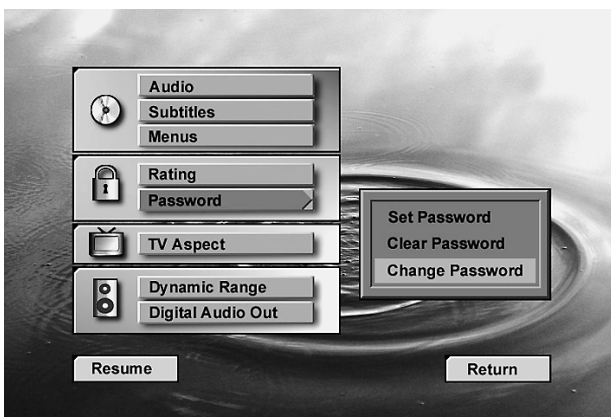 Audio
Subtitles
Menus
Rating
Password
TV Aspect
Dynamic Range
Digital Audio Out
Set Password
Clear Password
Change Password
Resume
Return